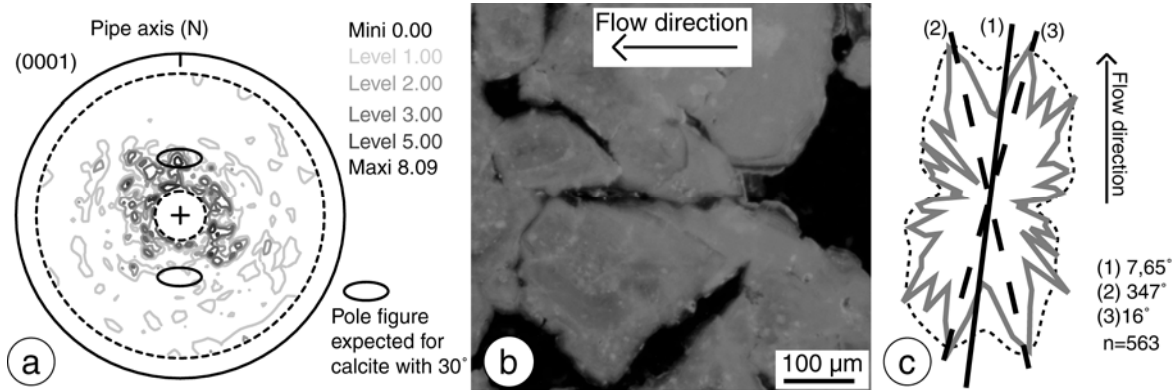 Pipe axis (N)
(0001)
Mini 0.00
Level 1.00
Level 2.00
Level 3.00
Level 5.00
Maxi 8.09
Pole figure
expected for
calcite with 30°
a
Flow direction
100 µm
b
(2) (1) (3)
Flow direction
(1) 7,65°
(2) 347°
(3)16°
n=563
c